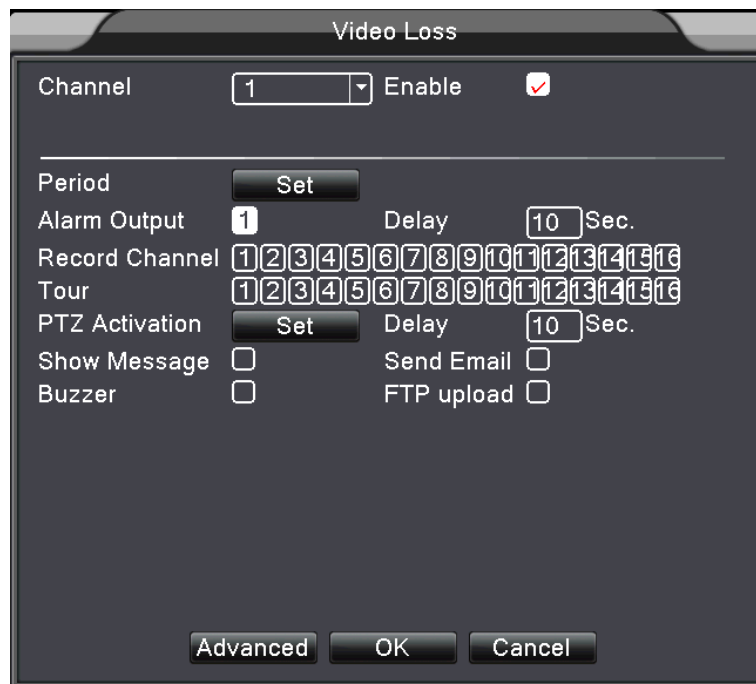 Video Loss
Channel 1 Enable
Period Set
Alarm Output 1 Delay 10 Sec.
Record Channel 1 2 3 4 5 6 7 8 9 10 11 12 13 14 15 16
Tour 1 2 3 4 5 6 7 8 9 10 11 12 13 14 15 16
PTZ Activation Set Delay 10 Sec.
Show Message Send Email
Buzzer FTP upload
Advanced OK Cancel